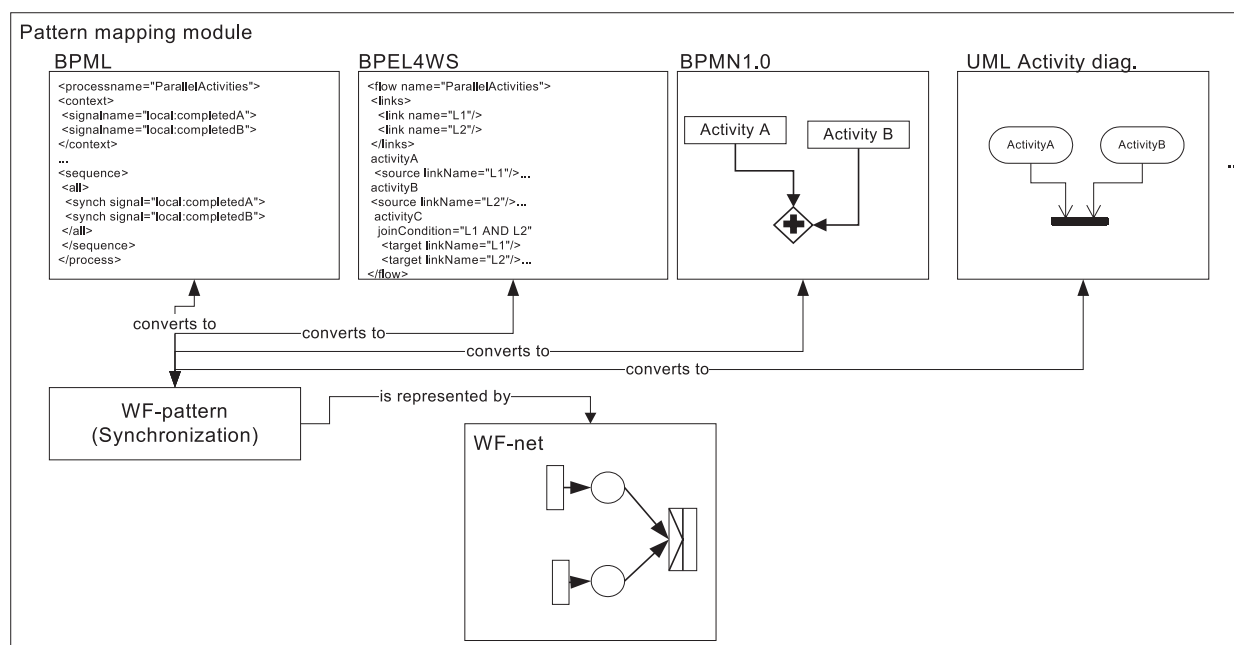 Pattern mapping module
BPML
<processname="ParallelActivities">
<context>
<signalname="local:completedA">
<signalname="local:completedB">
</context>
...
<sequence>
<all>
<synch signal="local:completedA">
<synch signal="local:completedB">
</all>
</sequence>
</process>
BPEL4WS
<flow name="ParallelActivities">
<links>
<link name="L1"/>
<link name="L2"/>
</links>
activityA
<source linkName="L1"/>...
activityB
<source linkName="L2"/>...
activityC
joinCondition="L1 AND L2"
<target linkName="L1"/>
<target linkName="L2"/>...
</flow>
BPMN1.0
Activity A
Activity B
UML Activity diag.
ActivityA
ActivityB
...
converts to
converts to
converts to
converts to
WF-pattern
(Synchronization)
is represented by
WF-net